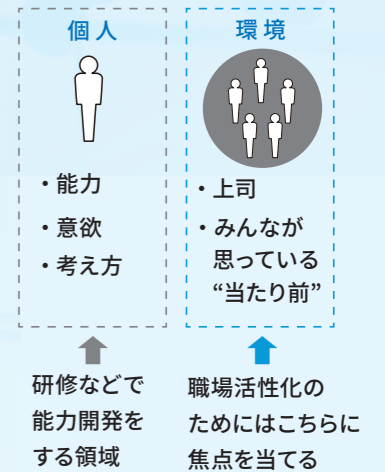 個人
・能力
・意欲
・考え方
研修などで
能力開発を
する領域
環境
・上司
・みんなが
思っている
“当たり前”
職場活性化の
ためにはこちらに
焦点を当てる